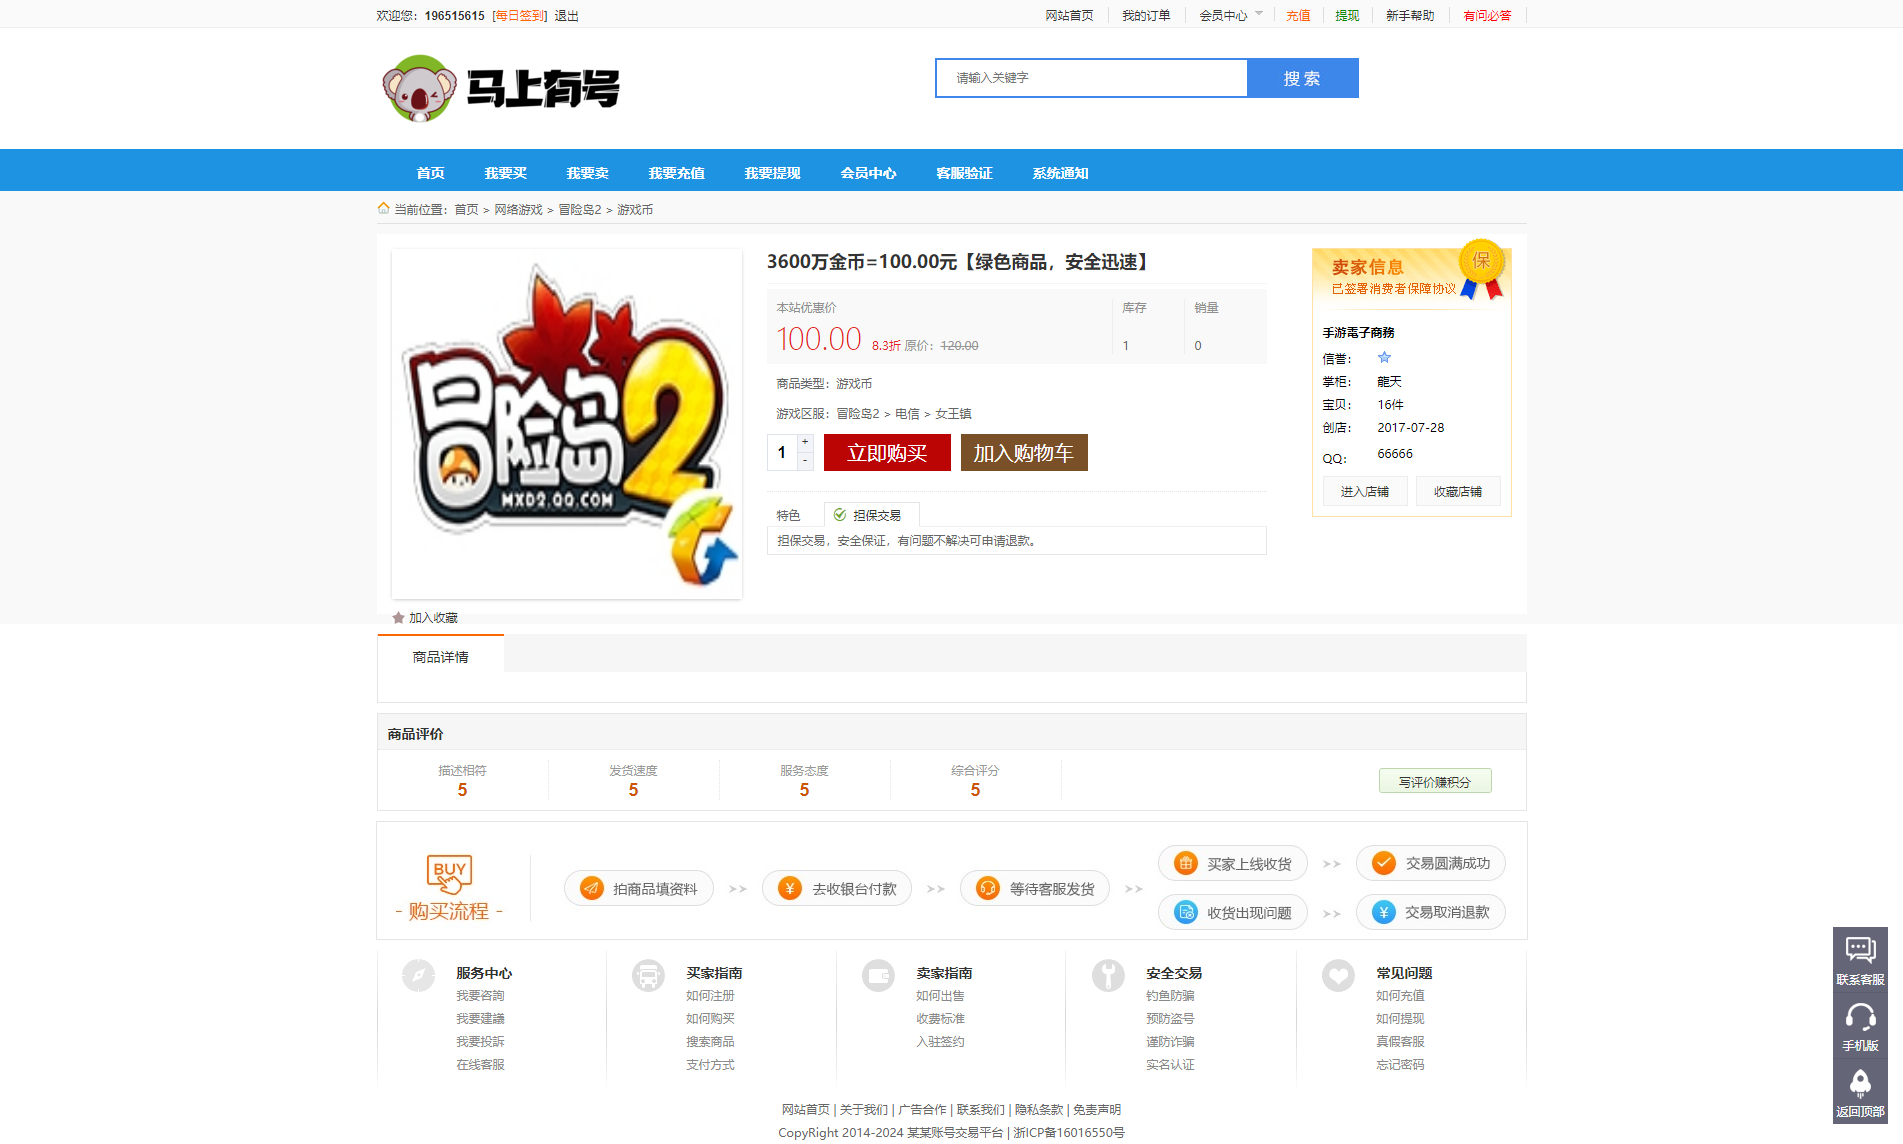 欢迎您：196515615 [每日签到] 退出
网站首页 我的订单 会员中心 充值 提现 新手帮助 有问必答
马上有号
请输入关键字
搜 索
首页 我要买 我要卖 我要充值 我要提现 会员中心 客服验证 系统通知
当前位置：首页 > 网络游戏 > 冒险岛2 > 游戏币
冒险岛2
MXD2.QQ.COM
加入收藏
3600万金币=100.00元【绿色商品，安全迅速】
本站优惠价 库存 销量
100.00 8.3折 原价：120.00 1 0
商品类型：游戏币
游戏区服：冒险岛2 > 电信 > 女王镇
1 + -
立即购买 加入购物车
特色 担保交易
担保交易，安全保证，有问题不解决可申请退款。
卖家信息
保
已签署消费者保障协议
手游電子商務
信誉：
掌柜： 龍天
宝贝： 16件
创店： 2017-07-28
QQ： 66666
进入店铺 收藏店铺
商品详情
商品评价
描述相符 发货速度 服务态度 综合评分
5 5 5 5
写评价赚积分
BUY
- 购买流程 -
拍商品填资料 >> 去收银台付款 >> 等待客服发货 >>
买家上线收货 >> 交易圆满成功
收货出现问题 >> 交易取消退款
服务中心
我要咨詢
我要建議
我要投訴
在线客服
买家指南
如何注册
如何购买
搜索商品
支付方式
卖家指南
如何出售
收费标准
入驻签约
安全交易
钓鱼防骗
预防盗号
谨防诈骗
实名认证
常见问题
如何充值
如何提现
真假客服
忘记密码
联系客服
手机版
返回顶部
网站首页 | 关于我们 | 广告合作 | 联系我们 | 隐私条款 | 免责声明
CopyRight 2014-2024 某某账号交易平台 | 浙ICP备16016550号